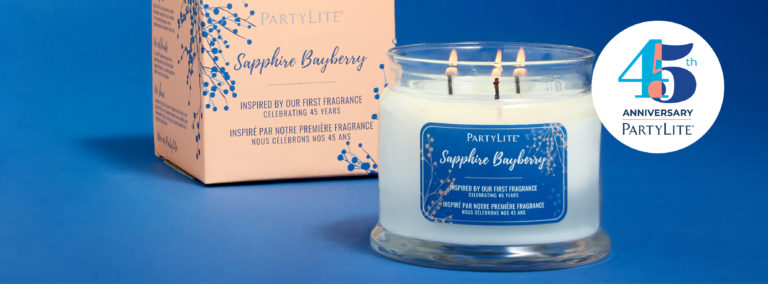 PARTYLITE®
Sapphire Bayberry
INSPIRED BY OUR FIRST FRAGRANCE
CELEBRATING 45 YEARS
INSPIRÉ PAR NOTRE PREMIÈRE FRAGRANCE
NOUS CÉLÉBRONS NOS 45 ANS
PARTYLITE®
Sapphire Bayberry
INSPIRED BY OUR FIRST FRAGRANCE
CELEBRATING 45 YEARS
INSPIRÉ PAR NOTRE PREMIÈRE FRAGRANCE
NOUS CÉLÉBRONS NOS 45 ANS
45th
ANNIVERSARY
PARTYLITE®